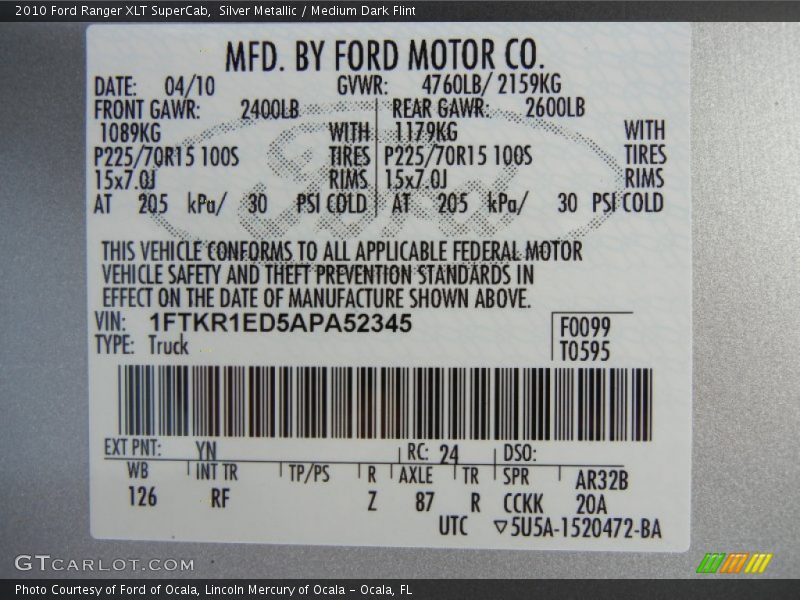 2010 Ford Ranger XLT SuperCab,  Silver Metallic / Medium Dark Flint
MFD. BY FORD MOTOR CO.
DATE: 04/10 GVWR: 4760LB/ 2159KG
FRONT GAWR: 2400LB REAR GAWR: 2600LB
1089KG WITH 1179KG WITH
P225/70R15 100S TIRES P225/70R15 100S TIRES
15x7.0J RIMS 15x7.0J RIMS
AT 205 kPa/ 30 PSI COLD AT 205 kPa/ 30 PSI COLD
Ford
THIS VEHICLE CONFORMS TO ALL APPLICABLE FEDERAL MOTOR
VEHICLE SAFETY AND THEFT PREVENTION STANDARDS IN
EFFECT ON THE DATE OF MANUFACTURE SHOWN ABOVE.
VIN: 1FTKR1ED5APA52345 F0099
TYPE: Truck T0595
EXT PNT: YN RC: 24 DSO:
WB INT TR TP/PS R AXLE TR SPR AR32B
126 RF Z 87 R CCKK 20A
UTC ▽5U5A-1520472-BA
GTCARLOT.COM
Photo Courtesy of Ford of Ocala, Lincoln Mercury of Ocala – Ocala, FL